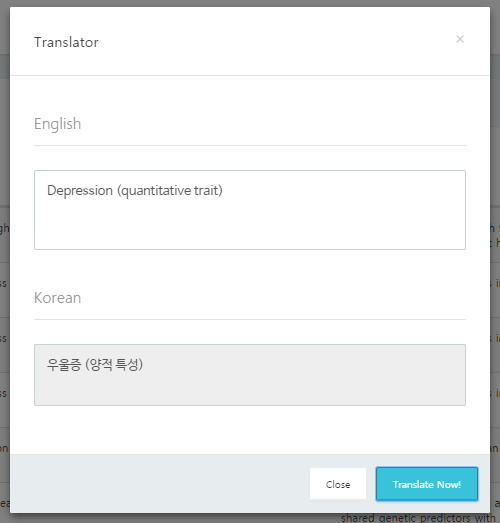 Translator
×
English
Depression (quantitative trait)
Korean
우울증 (양적 특성)
Close
Translate Now!
shared genetic predictors with